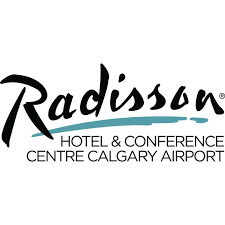 Radisson®
HOTEL & CONFERENCE
CENTRE CALGARY AIRPORT